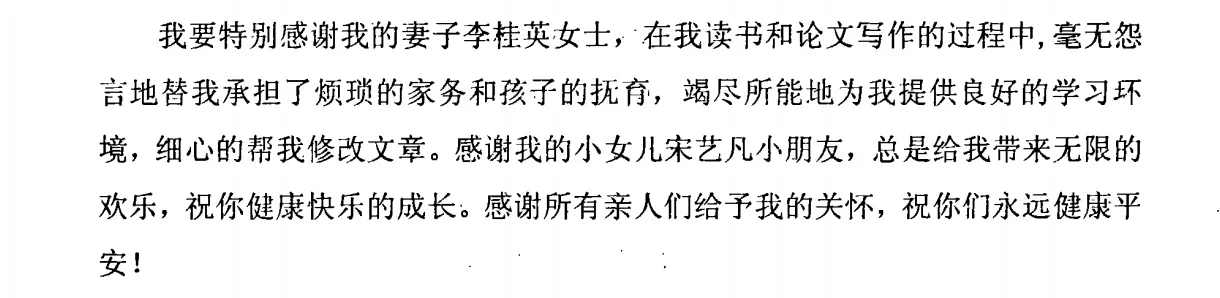 我要特别感谢我的妻子李桂英女士，在我读书和论文写作的过程中,毫无怨
言地替我承担了烦琐的家务和孩子的抚育，竭尽所能地为我提供良好的学习环
境，细心的帮我修改文章。感谢我的小女儿宋艺凡小朋友，总是给我带来无限的
欢乐，祝你健康快乐的成长。感谢所有亲人们给予我的关怀，祝你们永远健康平
安！